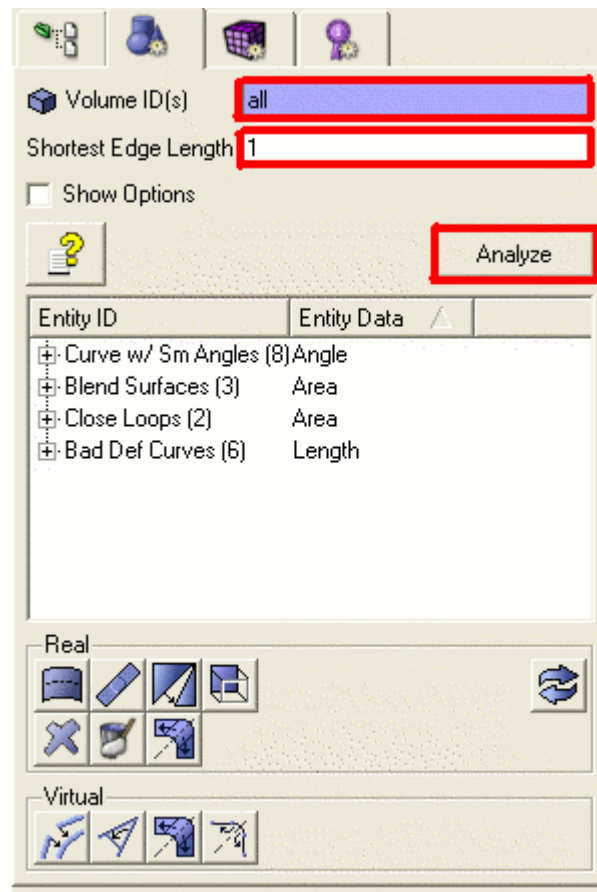 Volume ID(s) all
Shortest Edge Length 1
Show Options
Analyze
Entity ID Entity Data
Curve w/ Sm Angles (8) Angle
Blend Surfaces (3) Area
Close Loops (2) Area
Bad Def Curves (6) Length
Real
Virtual